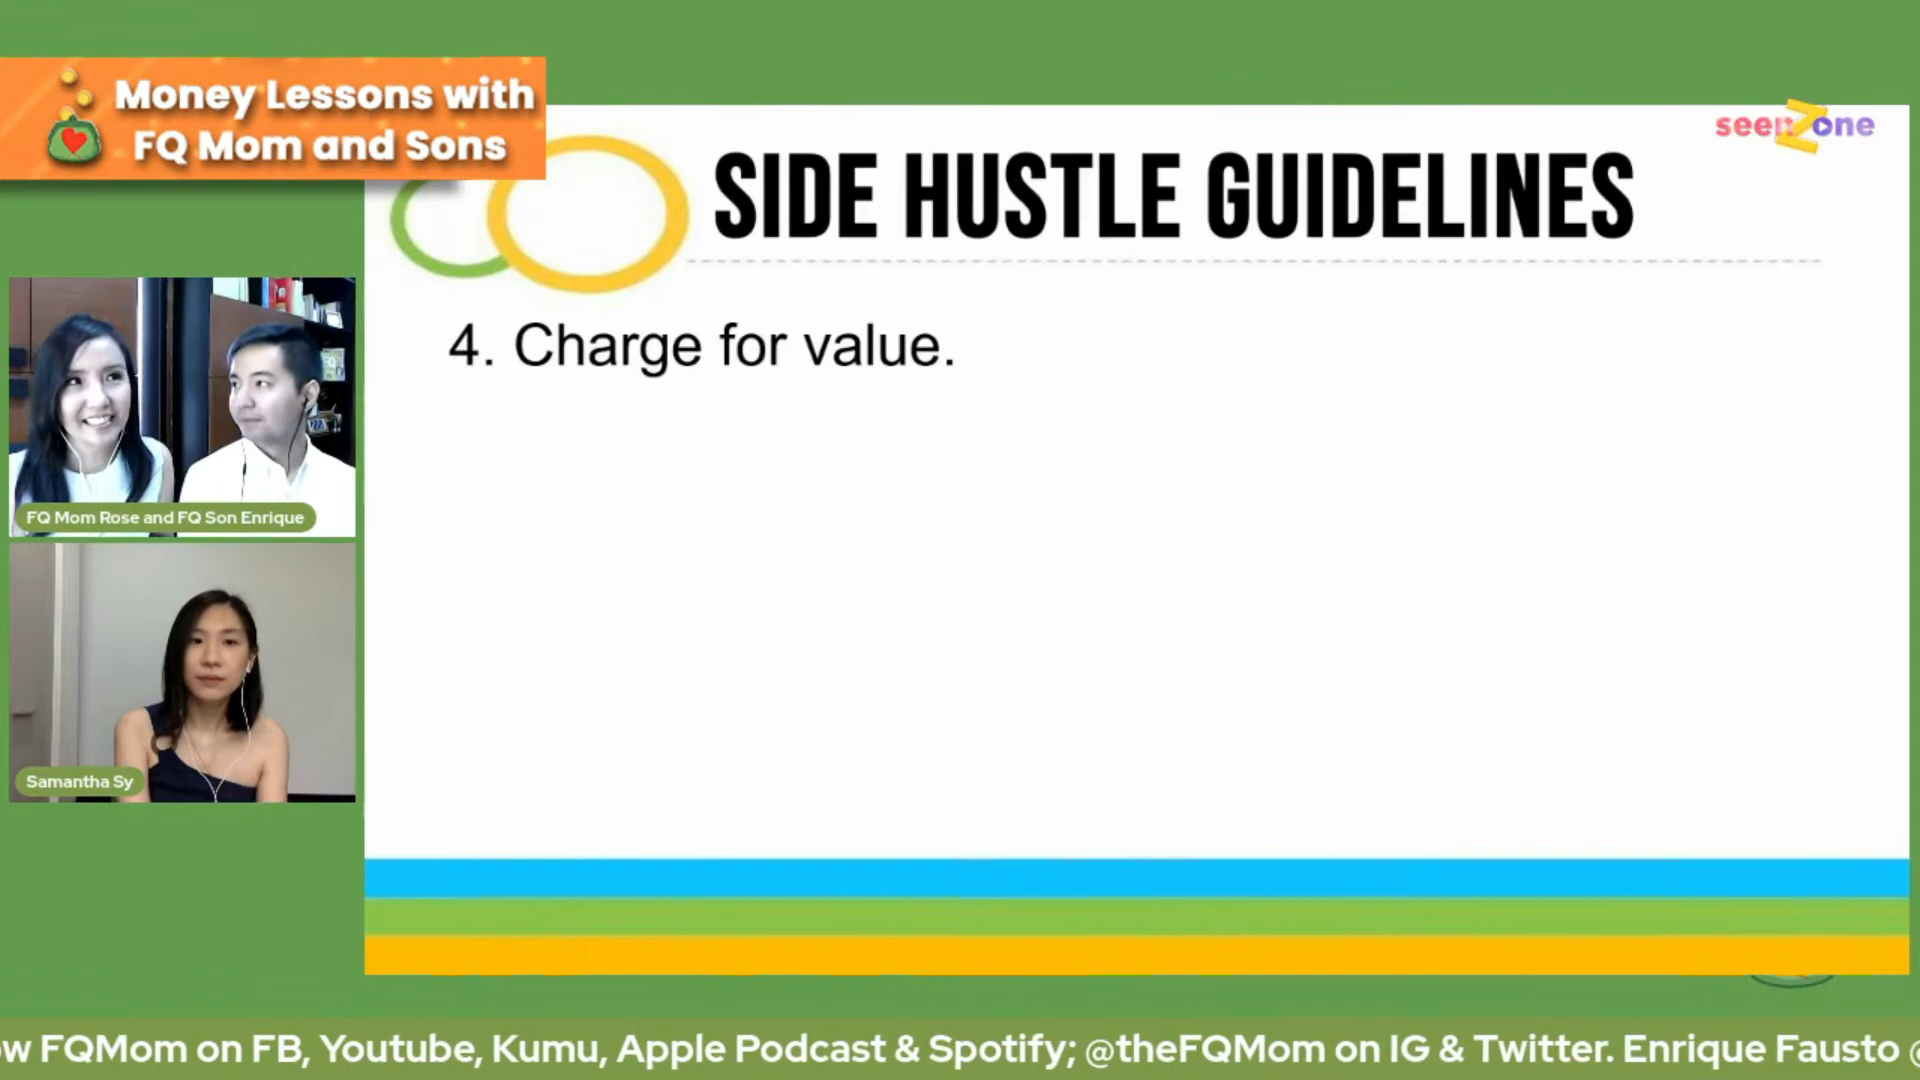 Money Lessons with
FQ Mom and Sons
seenZone
SIDE HUSTLE GUIDELINES
4. Charge for value.
FQ Mom Rose and FQ Son Enrique
Samantha Sy
ow FQMom on FB, Youtube, Kumu, Apple Podcast & Spotify; @theFQMom on IG & Twitter. Enrique Fausto @